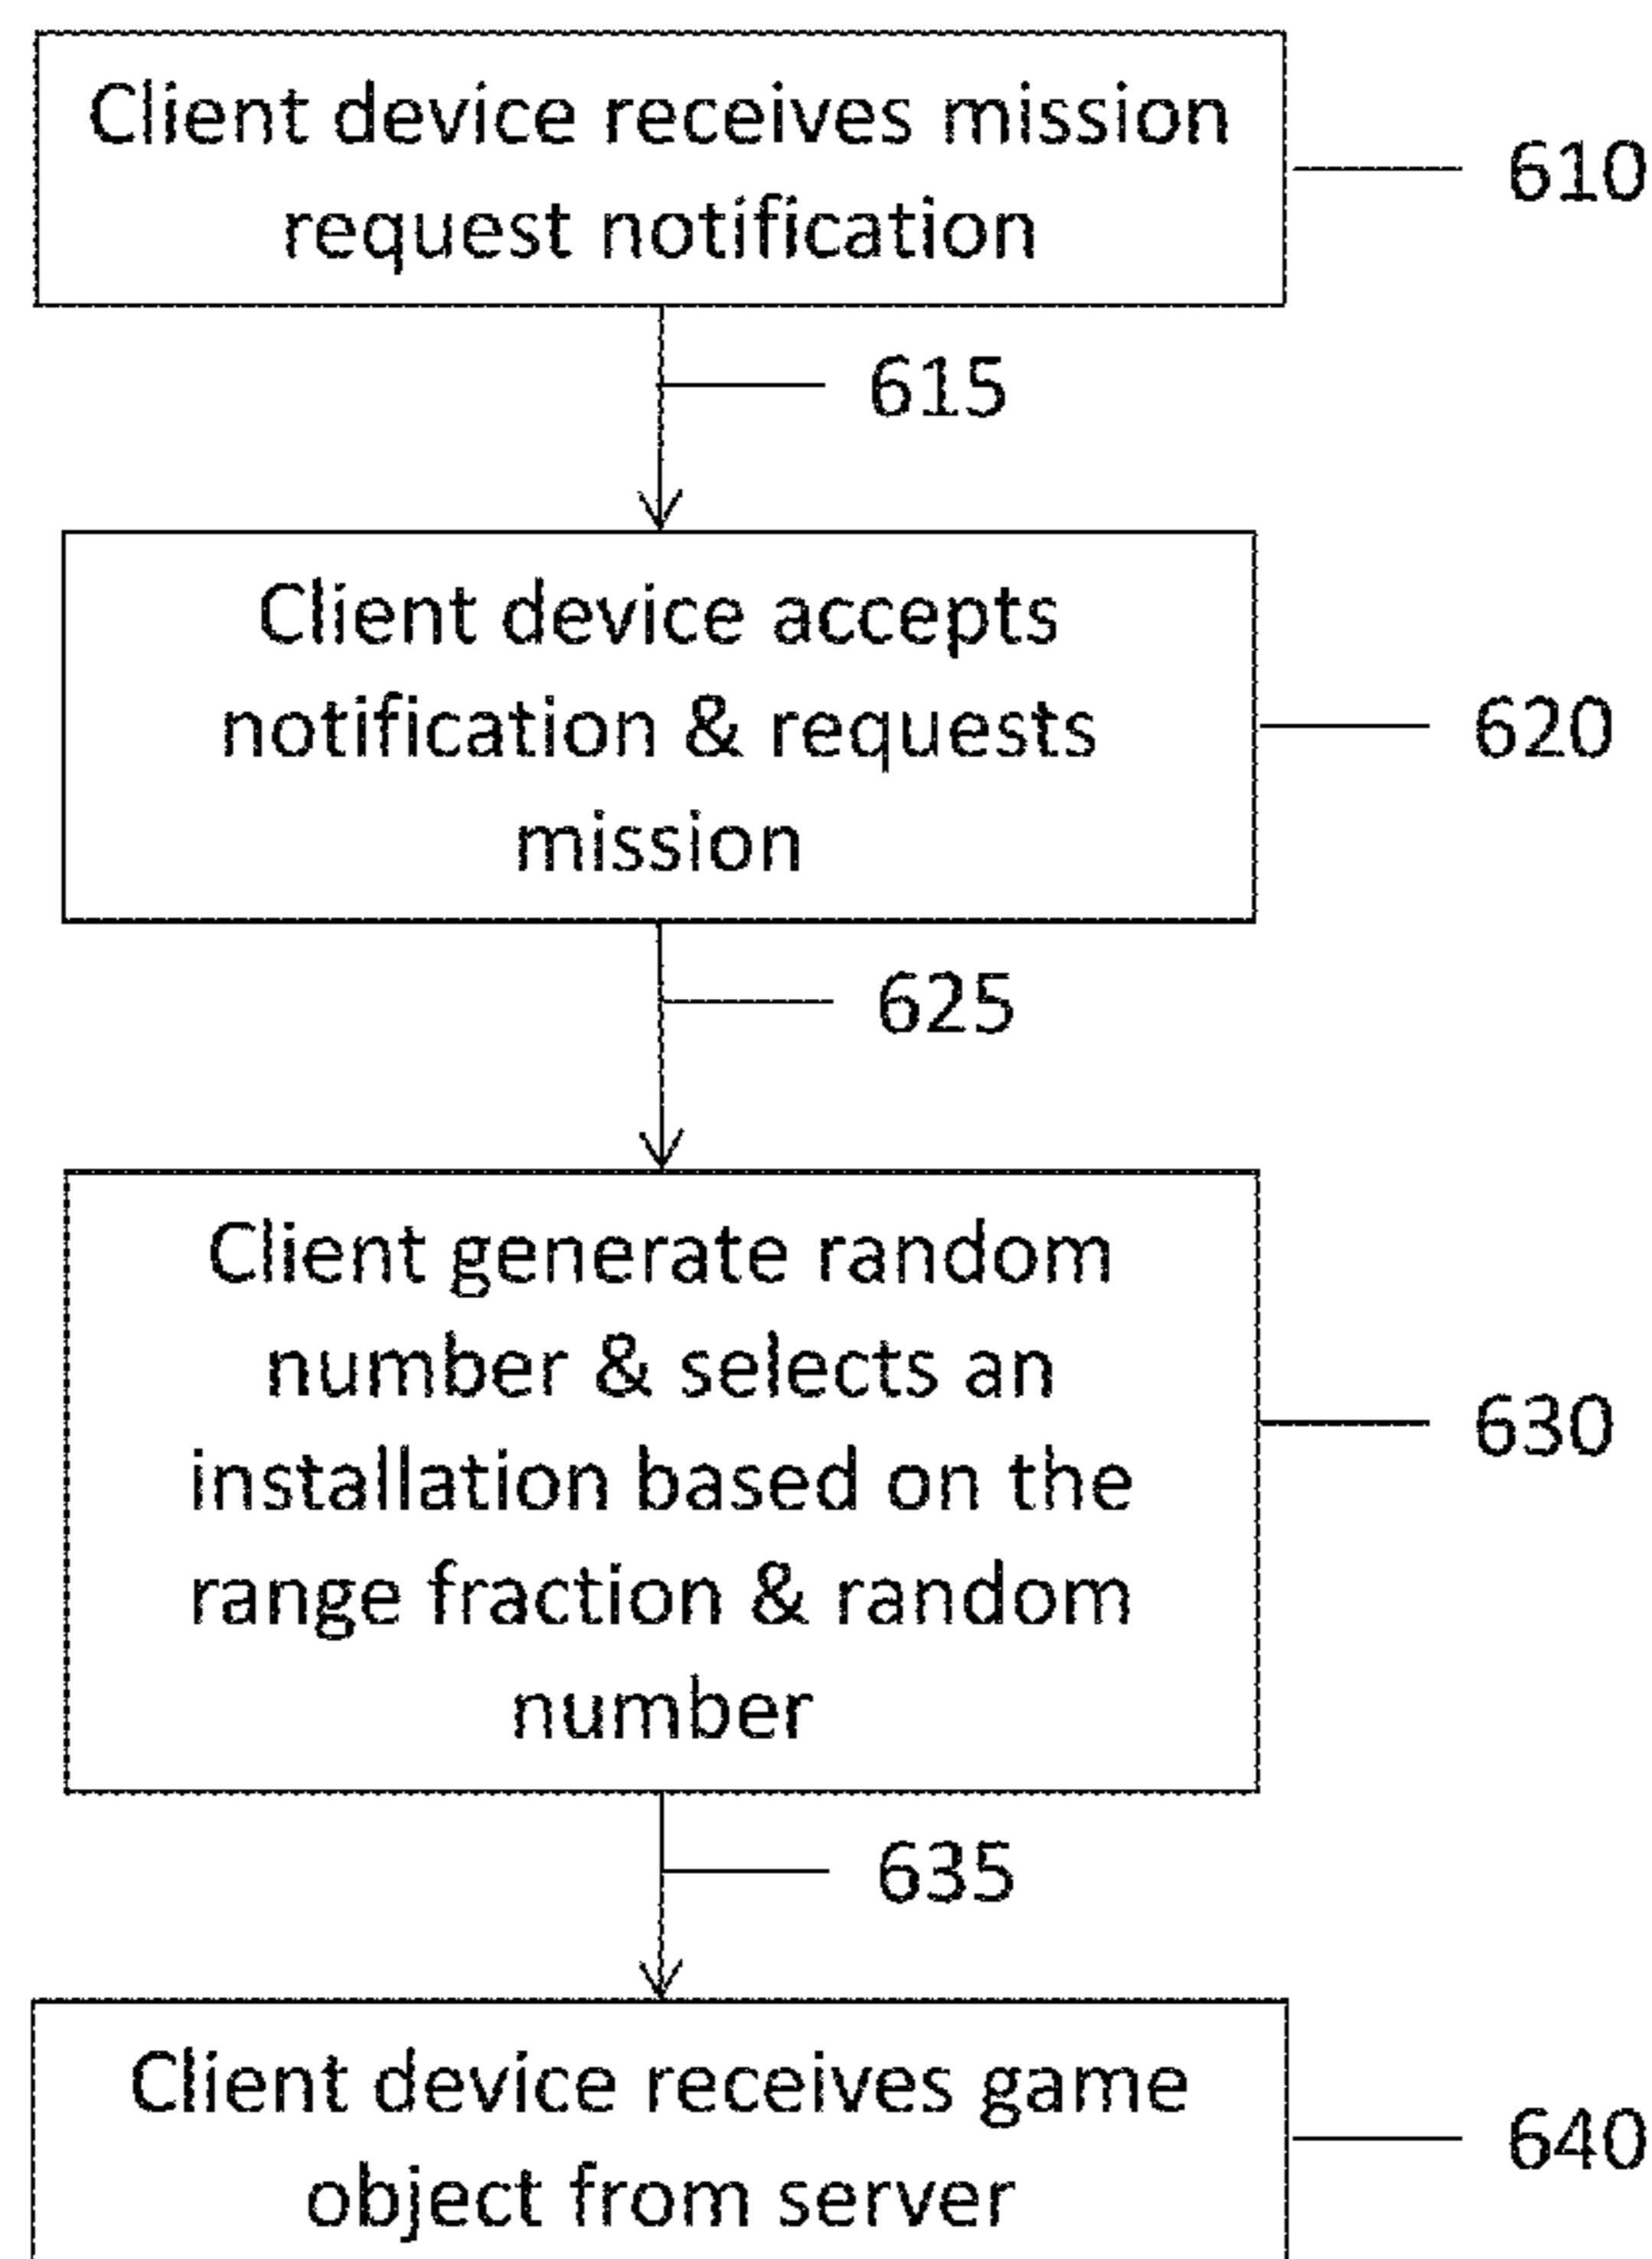 Client device receives mission
request notification
610
615
Client device accepts
notification & requests
mission
620
625
Client generate random
number & selects an
installation based on the
range fraction & random
number
630
635
Client device receives game
object from server
640